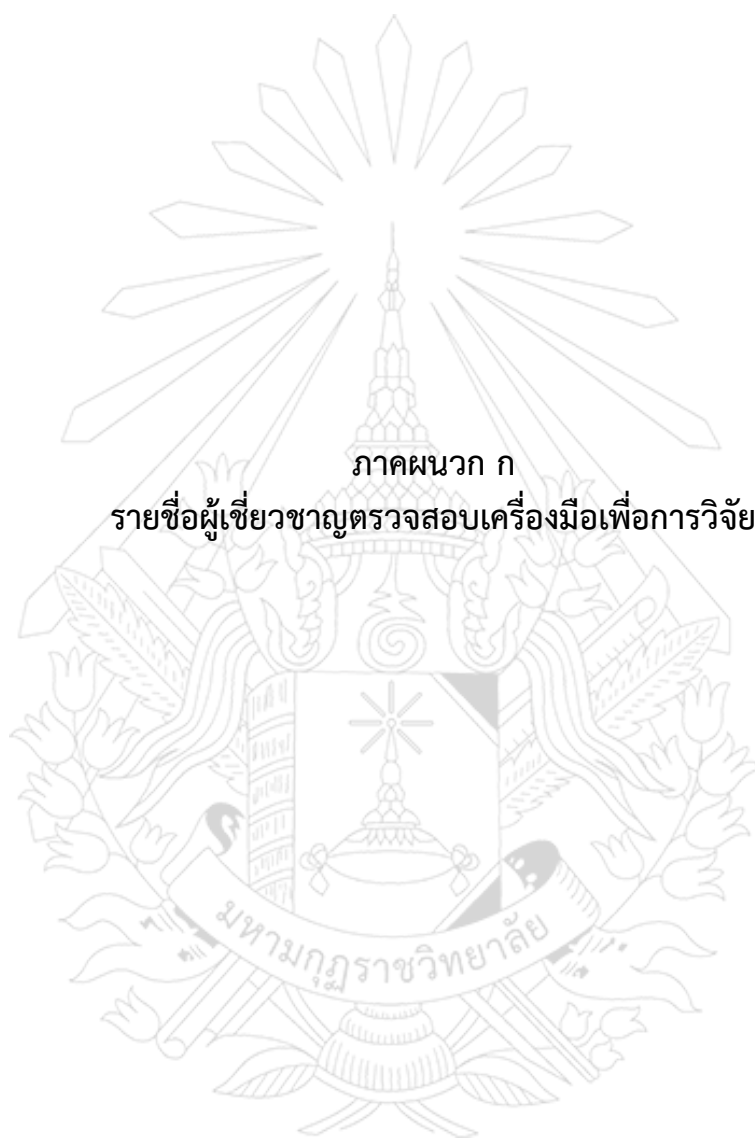 ภาคผนวก ก
รายชื่อผู้เชี่ยวชาญตรวจสอบเครื่องมือเพื่อการวิจัย
มหามกุฏราชวิทยาลัย